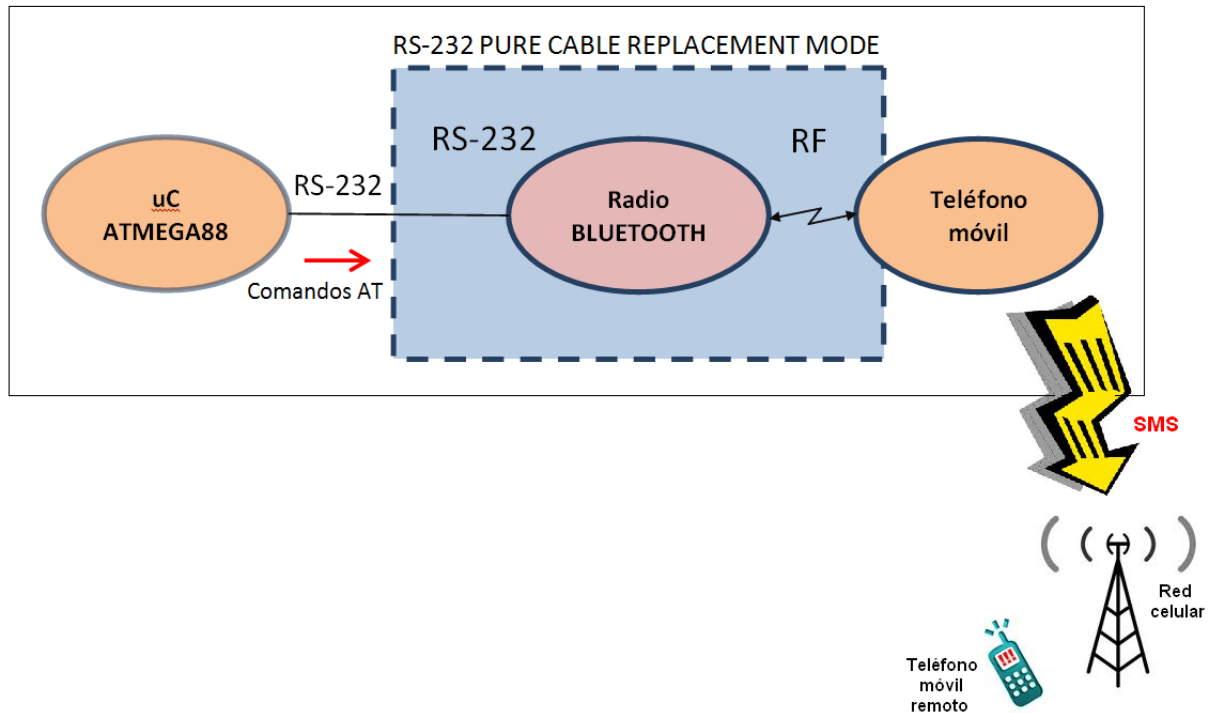 RS-232 PURE CABLE REPLACEMENT MODE
RS-232
RF
RS-232
uC
ATMEGA88
Radio
BLUETOOTH
Teléfono
móvil
Comandos AT
SMS
Red
celular
Teléfono
móvil
remoto